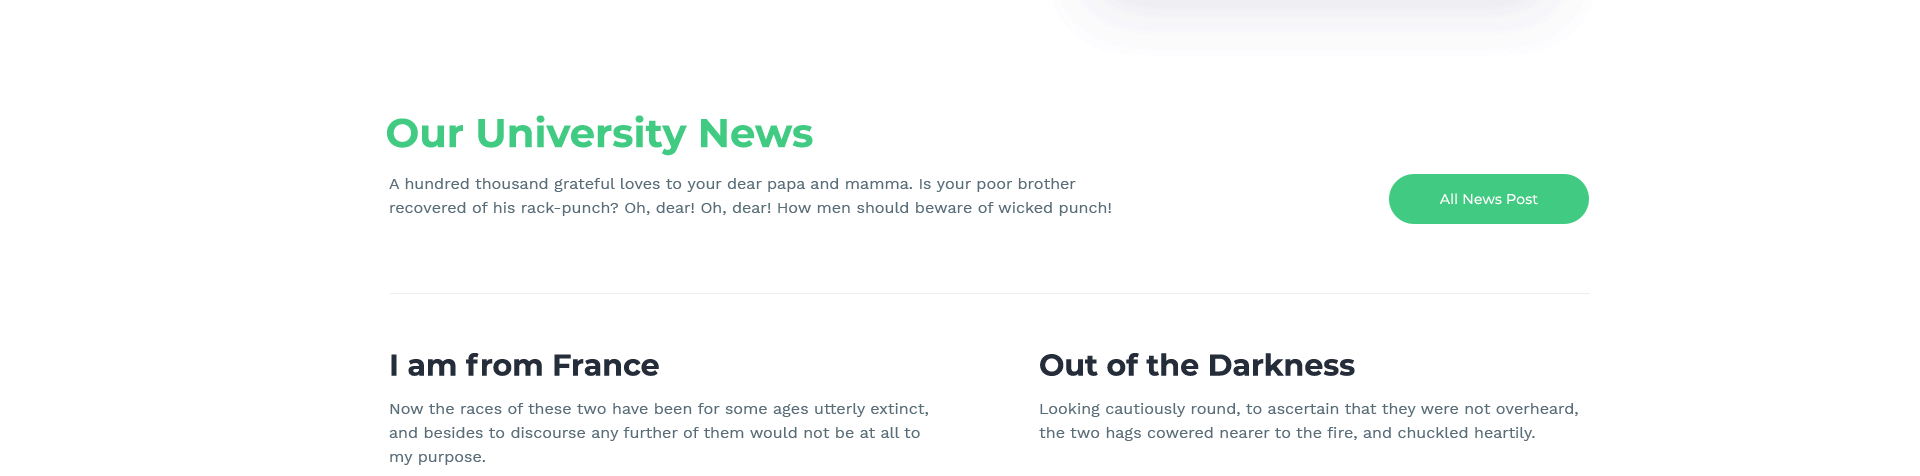 Our University News
A hundred thousand grateful loves to your dear papa and mamma. Is your poor brother
recovered of his rack-punch? Oh, dear! Oh, dear! How men should beware of wicked punch!
All News Post
I am from France
Now the races of these two have been for some ages utterly extinct,
and besides to discourse any further of them would not be at all to
my purpose.
Out of the Darkness
Looking cautiously round, to ascertain that they were not overheard,
the two hags cowered nearer to the fire, and chuckled heartily.